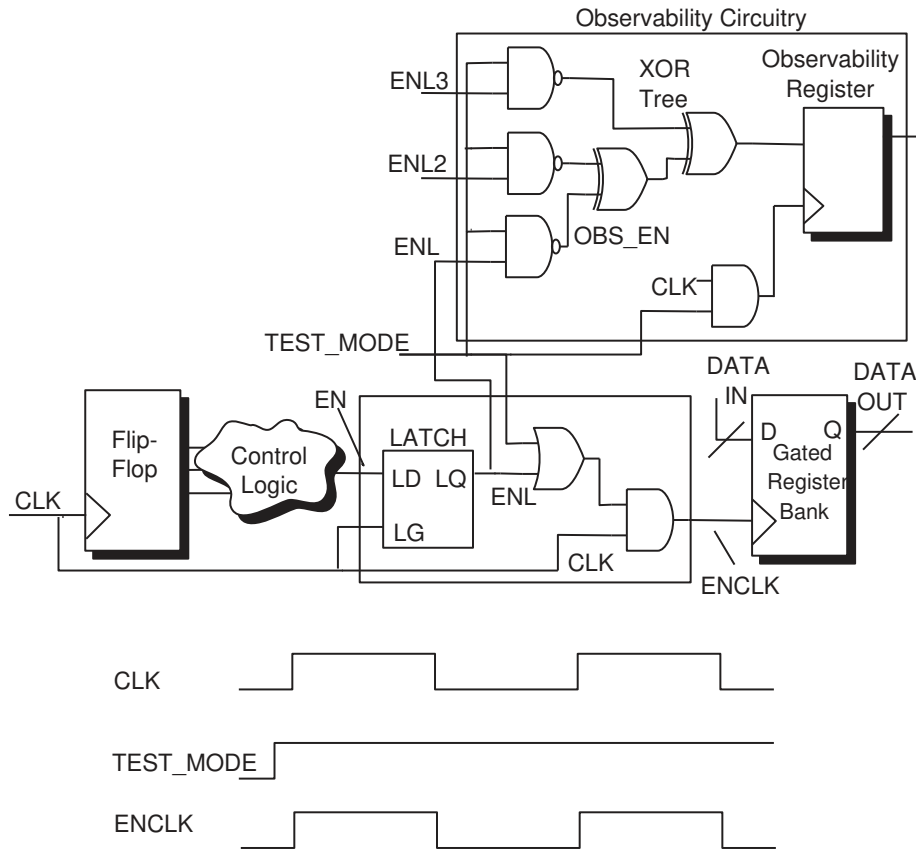 Observability Circuitry
ENL3
XOR
Tree
Observability
Register
ENL2
ENL
OBS_EN
CLK
TEST_MODE
DATA
IN
DATA
OUT
EN
LATCH
Flip-
Flop
Control
Logic
LD LQ
ENL
LG
CLK
CLK
D Q
Gated
Register
Bank
ENCLK
CLK
TEST_MODE
ENCLK